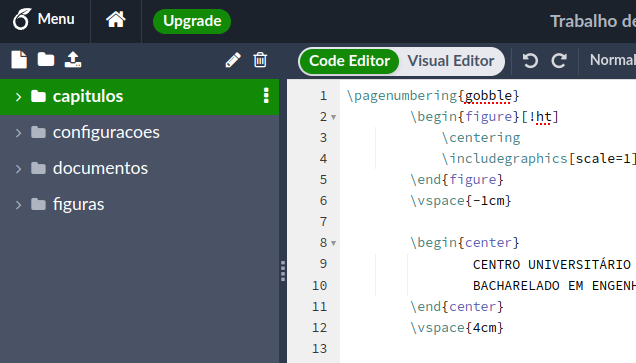 Menu
Upgrade
Trabalho de
Code Editor
Visual Editor
Normal
capitulos
configuracoes
documentos
figuras
1 \pagenumbering{gobble}
2 \begin{figure}[!ht]
3 \centering
4 \includegraphics[scale=1]
5 \end{figure}
6 \vspace{-1cm}
7
8 \begin{center}
9 CENTRO UNIVERSITÁRIO
10 BACHARELADO EM ENGENH
11 \end{center}
12 \vspace{4cm}
13